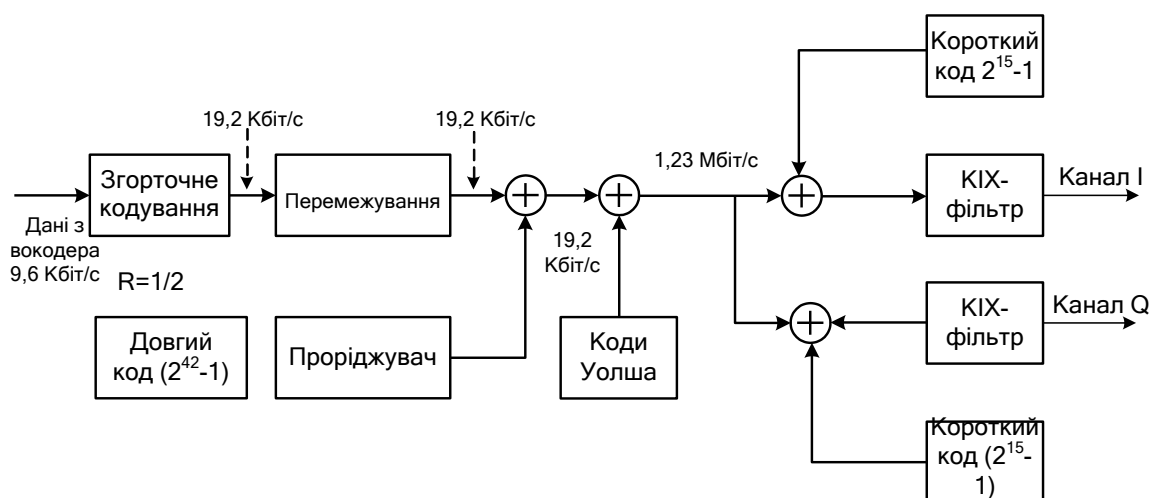 Короткий
код 2¹⁵-1
19,2 Кбіт/с
19,2 Кбіт/с
1,23 Мбіт/с
Згорточне
кодування
Перемежування
КІХ-
фільтр
Канал I
Дані з
вокодера
9,6 Кбіт/с
R=1/2
19,2
Кбіт/с
Довгий
код (2⁴²-1)
Проріджувач
Коди
Уолша
КІХ-
фільтр
Канал Q
Короткий
код (2¹⁵-
1)